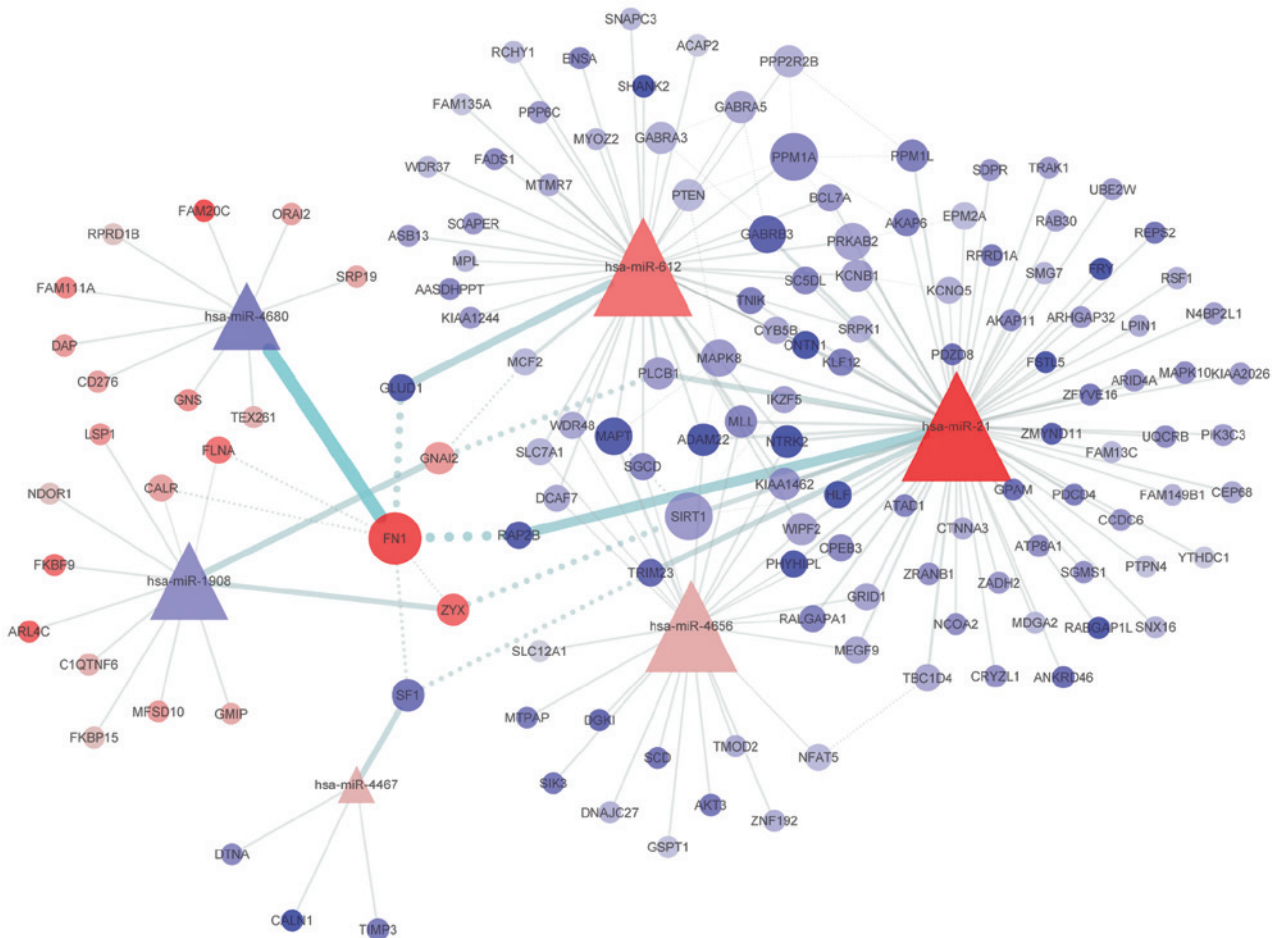 SNAPC3
RCHY1
ENSA
ACAP2
PPP2R2B
SHANK2
FAM135A
PPP6C
GABRA5
MYOZ2
GABRA3
WDR37
FADS1
PPM1A
PPM1L
MTMR7
PTEN
SDPR
TRAK1
BCL7A
UBE2W
FAM20C
ORAI2
SCAPER
AKAP6
EPM2A
RAB30
RPRD1B
ASB13
GABRB3
PRKAB2
REPS2
MPL
hsa-miR-612
RPRD1A
FRY
SRP19
KCNB1
SMG7
RSF1
FAM111A
AASDHPPT
SC5DL
KCNQ5
hsa-miR-4680
KIAA1244
TNIK
AKAP11
ARHGAP32
N4BP2L1
CYB5B
SRPK1
LPIN1
DAP
CNTN1
MCF2
MAPK8
KLF12
PDZD8
FSTL5
CD276
PLCB1
ARID4A
MAPK10
KIAA2026
GLUD1
ZFYVE16
GNS
IKZF5
TEX261
WDR48
MLL
hsa-miR-21
LSP1
MAPT
ADAM22
NTRK2
ZMYND11
UQCRB
PIK3C3
FLNA
GNAI2
SLC7A1
FAM13C
SGCD
CALR
KIAA1462
NDOR1
DCAF7
HLF
GPAM
PDCD4
FAM149B1
CEP68
ATAD1
SIRT1
CCDC6
FN1
RAP2B
WIPF2
CTNNA3
CPEB3
ATP8A1
YTHDC1
FKBP9
PHYHIPL
PTPN4
TRIM23
ZRANB1
SGMS1
hsa-miR-1908
ZADH2
GRID1
ZYX
RALGAPA1
NCOA2
MDGA2
RABGAP1L
SNX16
ARL4C
hsa-miR-4656
SLC12A1
MEGF9
C1QTNF6
TBC1D4
CRYZL1
ANKRD46
SF1
MFSD10
GMIP
MTPAP
DGKI
FKBP15
TMOD2
SCD
NFAT5
hsa-miR-4467
SIK3
DNAJC27
AKT3
ZNF192
GSPT1
DTNA
CALN1
TIMP3